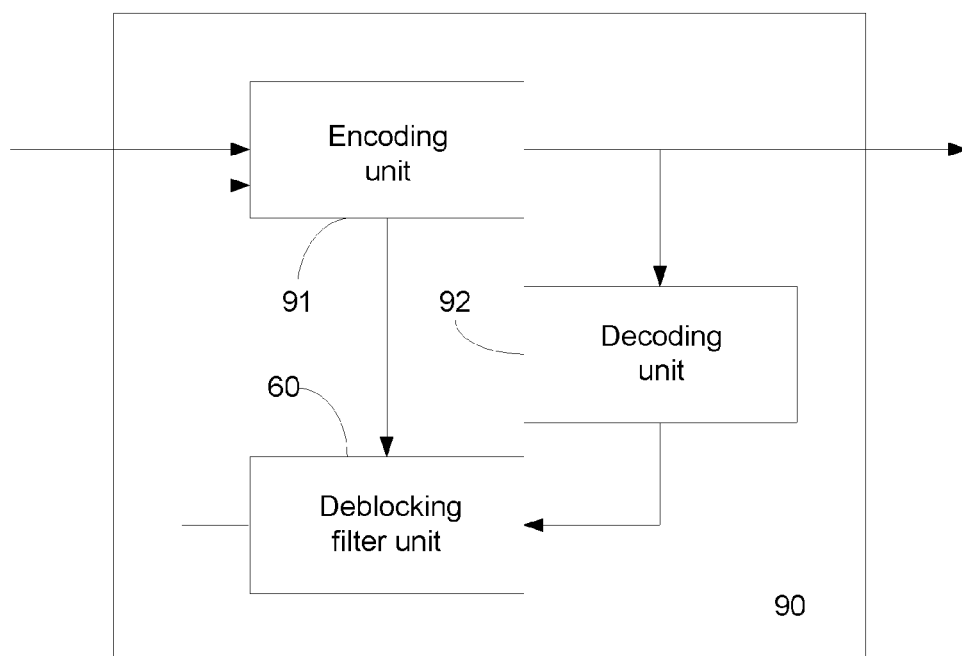 Encoding
unit
91
92
Decoding
unit
60
Deblocking
filter unit
90